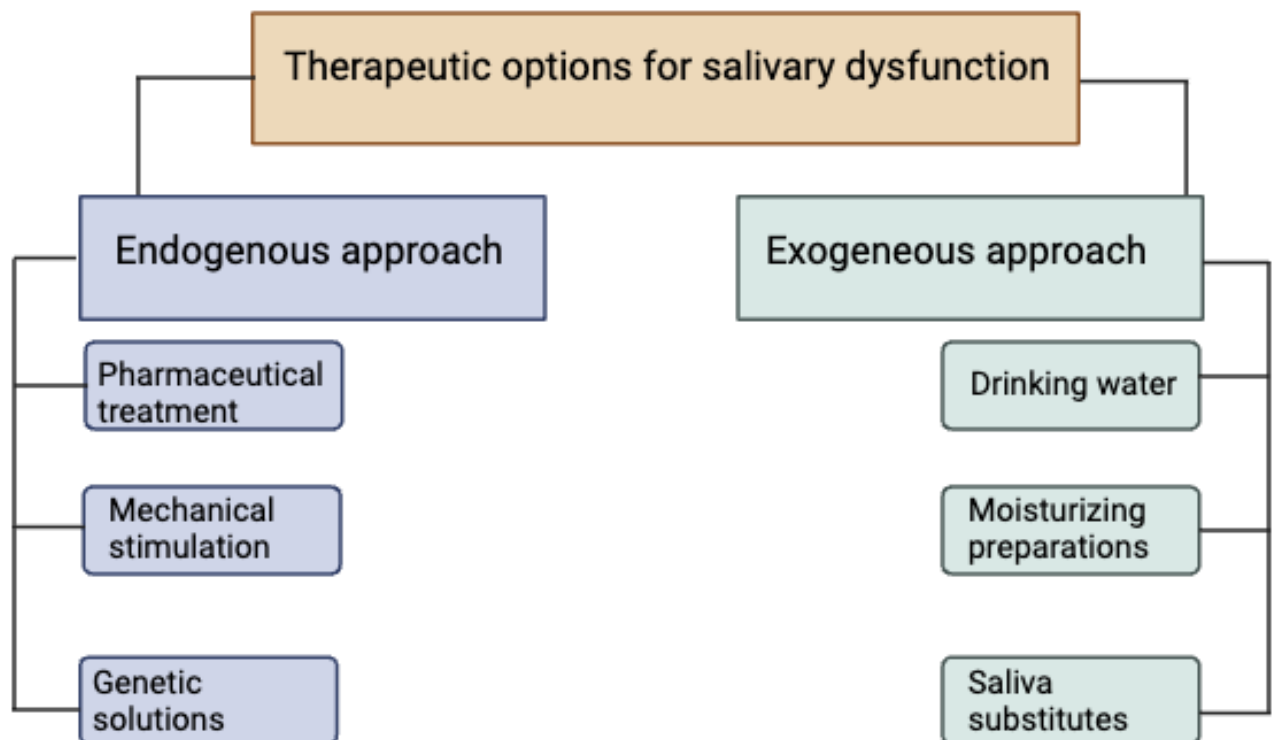 Therapeutic options for salivary dysfunction
Endogenous approach
Exogeneous approach
Pharmaceutical
treatment
Drinking water
Mechanical
stimulation
Moisturizing
preparations
Genetic
solutions
Saliva
substitutes